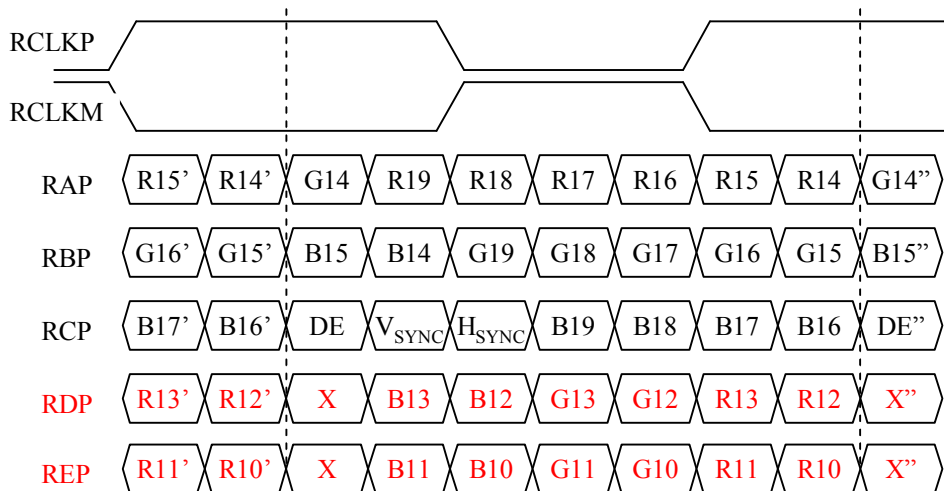 RCLKP
RCLKM
RAP R15’ R14’ G14 R19 R18 R17 R16 R15 R14 G14”
RBP G16’ G15’ B15 B14 G19 G18 G17 G16 G15 B15”
RCP B17’ B16’ DE VSYNC HSYNC B19 B18 B17 B16 DE”
RDP R13’ R12’ X B13 B12 G13 G12 R13 R12 X”
REP R11’ R10’ X B11 B10 G11 G10 R11 R10 X”